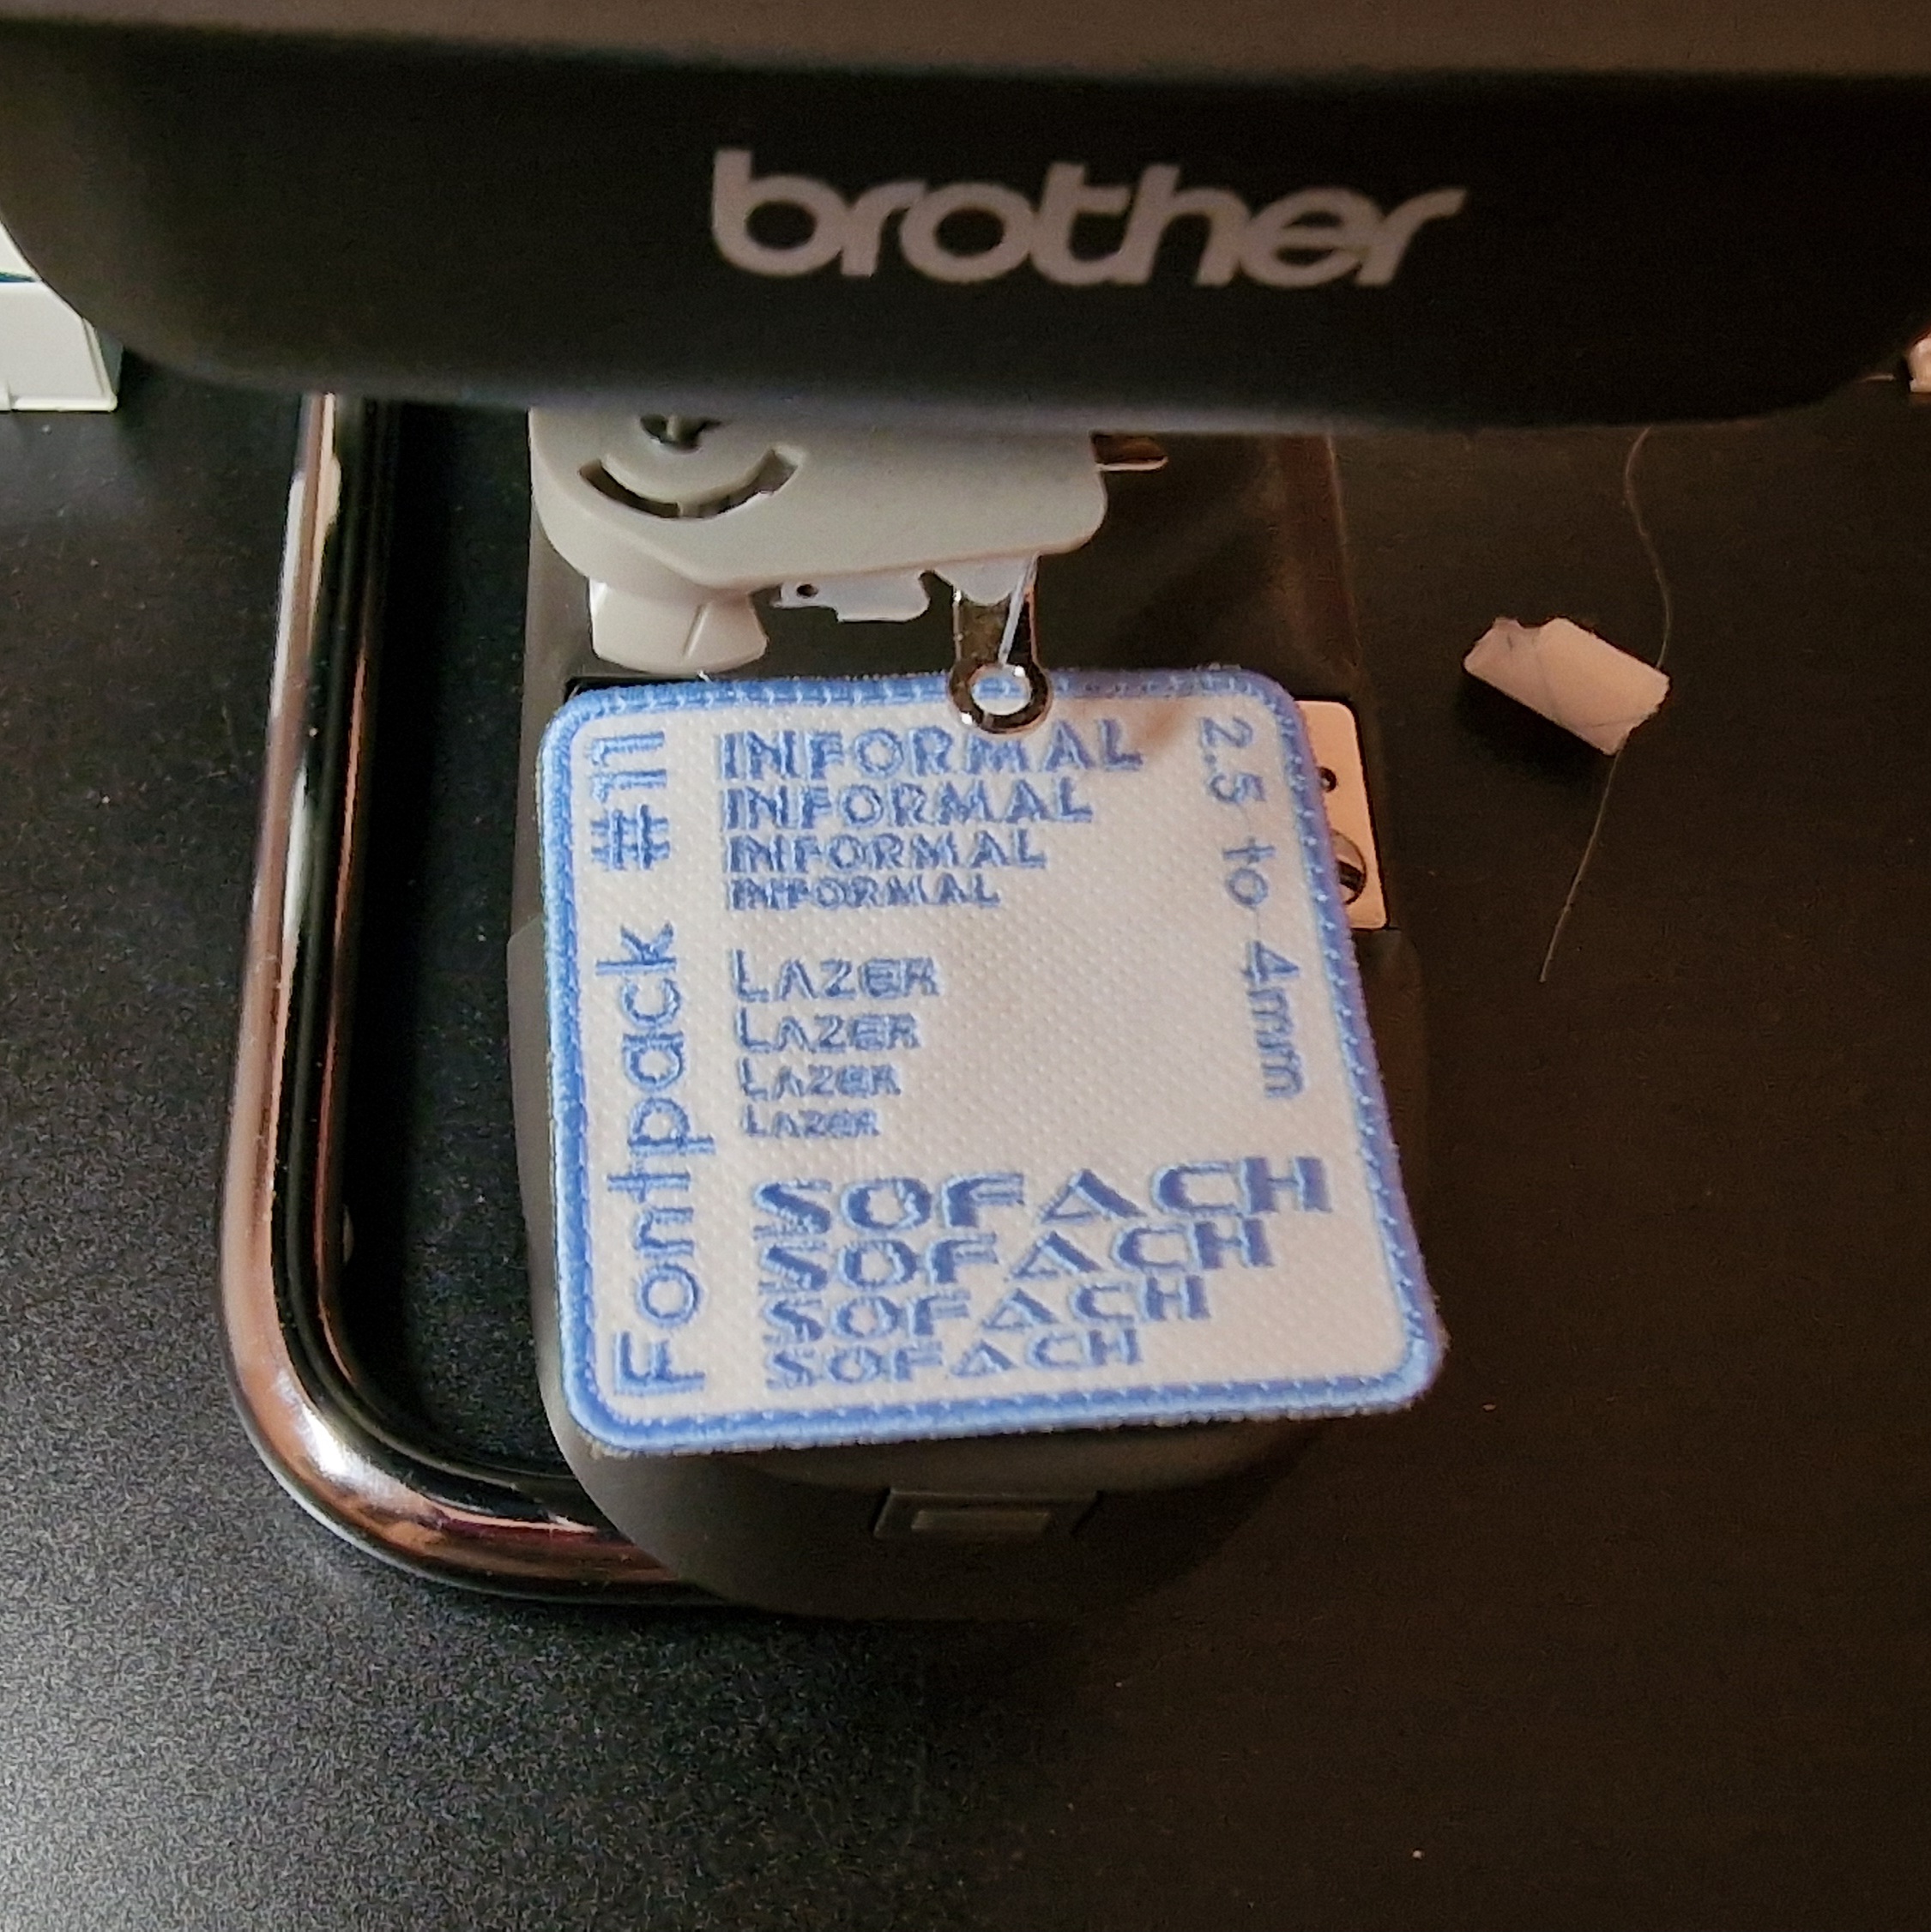 brother
Fontpack #11
INFORMAL
INFORMAL
INFORMAL
INFORMAL
LAZER
LAZER
LAZER
LAZER
SOFACH
SOFACH
SOFACH
SOFACH
2.5 to 4mm